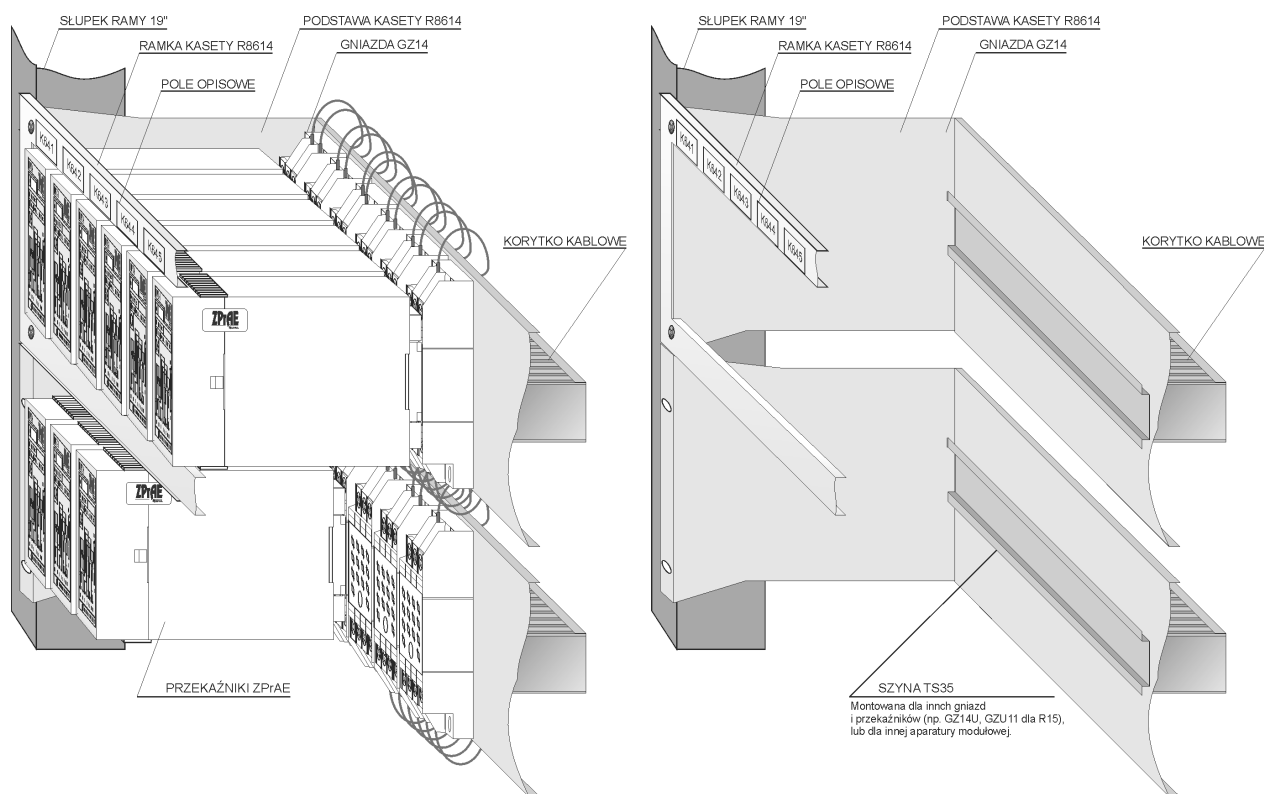 SŁUPEK RAMY 19"
PODSTAWA KASETY R8614
RAMKA KASETY R8614
GNIAZDA GZ14
POLE OPISOWE
K641
K642
K643
K644
K645
KORYTKO KABLOWE
ZPrAE
ZPrAE
PRZEKAŹNIKI ZPrAE
SŁUPEK RAMY 19"
PODSTAWA KASETY R8614
RAMKA KASETY R8614
GNIAZDA GZ14
POLE OPISOWE
K641
K642
K643
K644
K645
KORYTKO KABLOWE
SZYNA TS35
Montowana dla innch gniazd
i przekaźników (np. GZ14U, GZU11 dla R15),
lub dla innej aparatury modułowej.